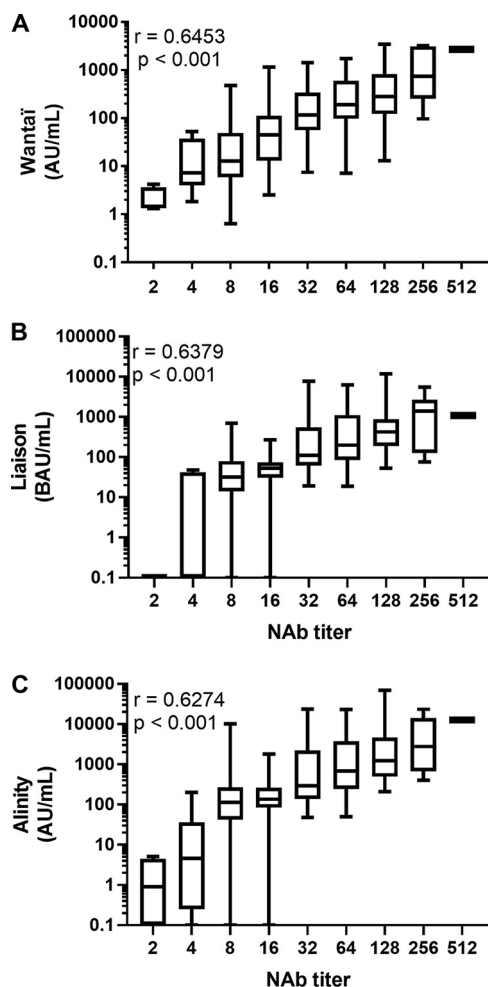 A
r = 0.6453
p < 0.001
Wantaï
(AU/mL)
10000
1000
100
10
1
0.1
2 4 8 16 32 64 128 256 512
B
r = 0.6379
p < 0.001
Liaison
(BAU/mL)
100000
10000
1000
100
10
1
0.1
2 4 8 16 32 64 128 256 512
NAb titer
C
r = 0.6274
p < 0.001
Alinity
(AU/mL)
100000
10000
1000
100
10
1
0.1
2 4 8 16 32 64 128 256 512
NAb titer